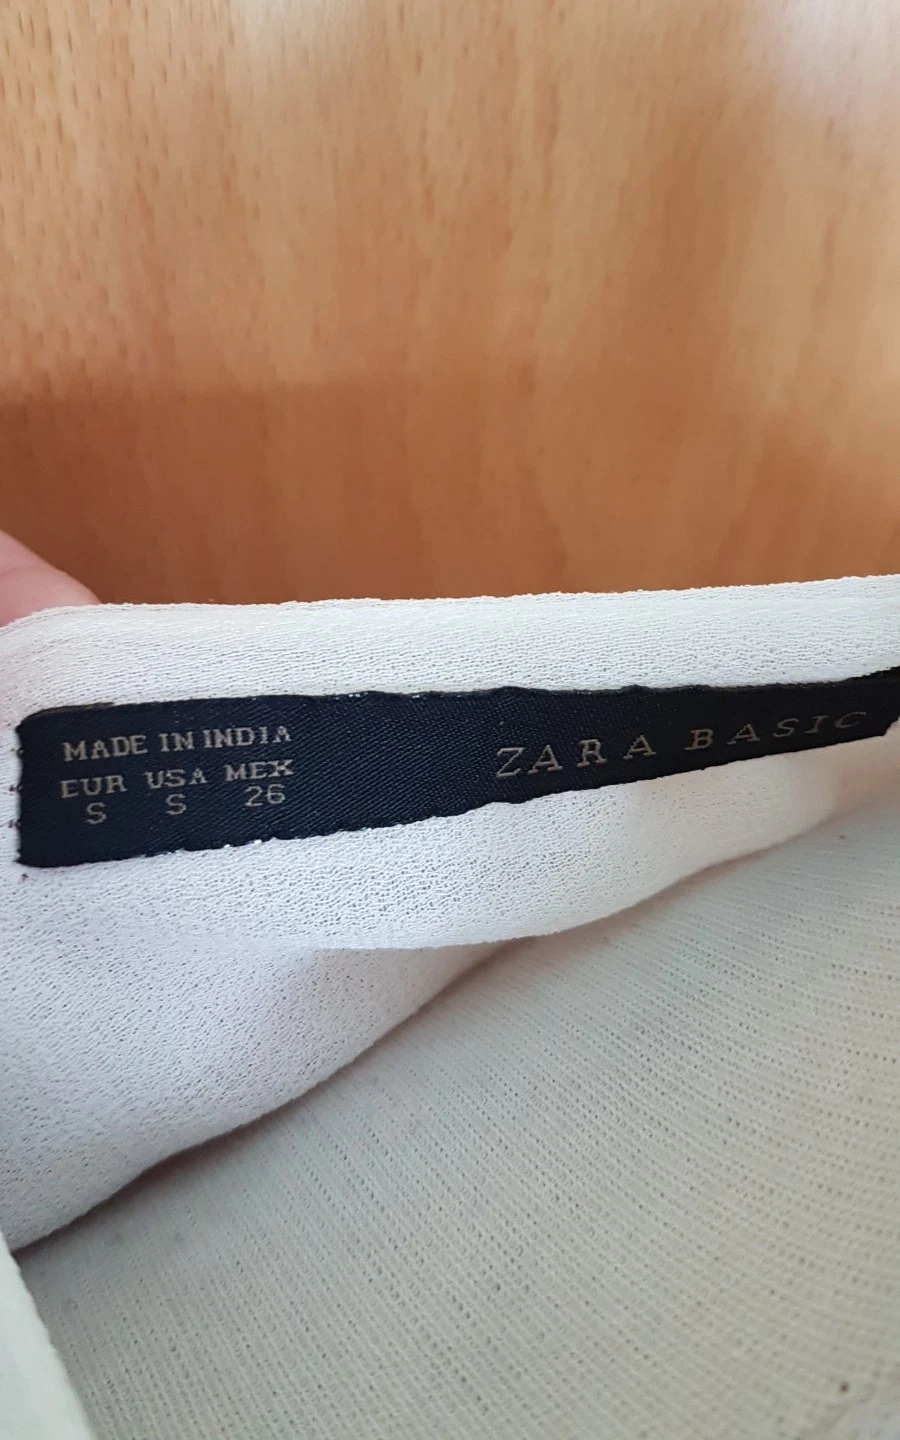 MADE IN INDIA
EUR USA MEX
S S 26
ZARA BASIC